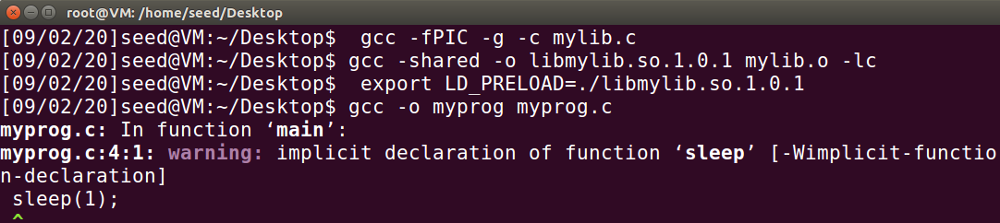 root@VM: /home/seed/Desktop
[09/02/20]seed@VM:~/Desktop$  gcc -fPIC -g -c mylib.c
[09/02/20]seed@VM:~/Desktop$ gcc -shared -o libmylib.so.1.0.1 mylib.o -lc
[09/02/20]seed@VM:~/Desktop$  export LD_PRELOAD=./libmylib.so.1.0.1
[09/02/20]seed@VM:~/Desktop$ gcc -o myprog myprog.c
myprog.c: In function ‘main’:
myprog.c:4:1: warning: implicit declaration of function ‘sleep’ [-Wimplicit-functio
n-declaration]
 sleep(1);
 ^